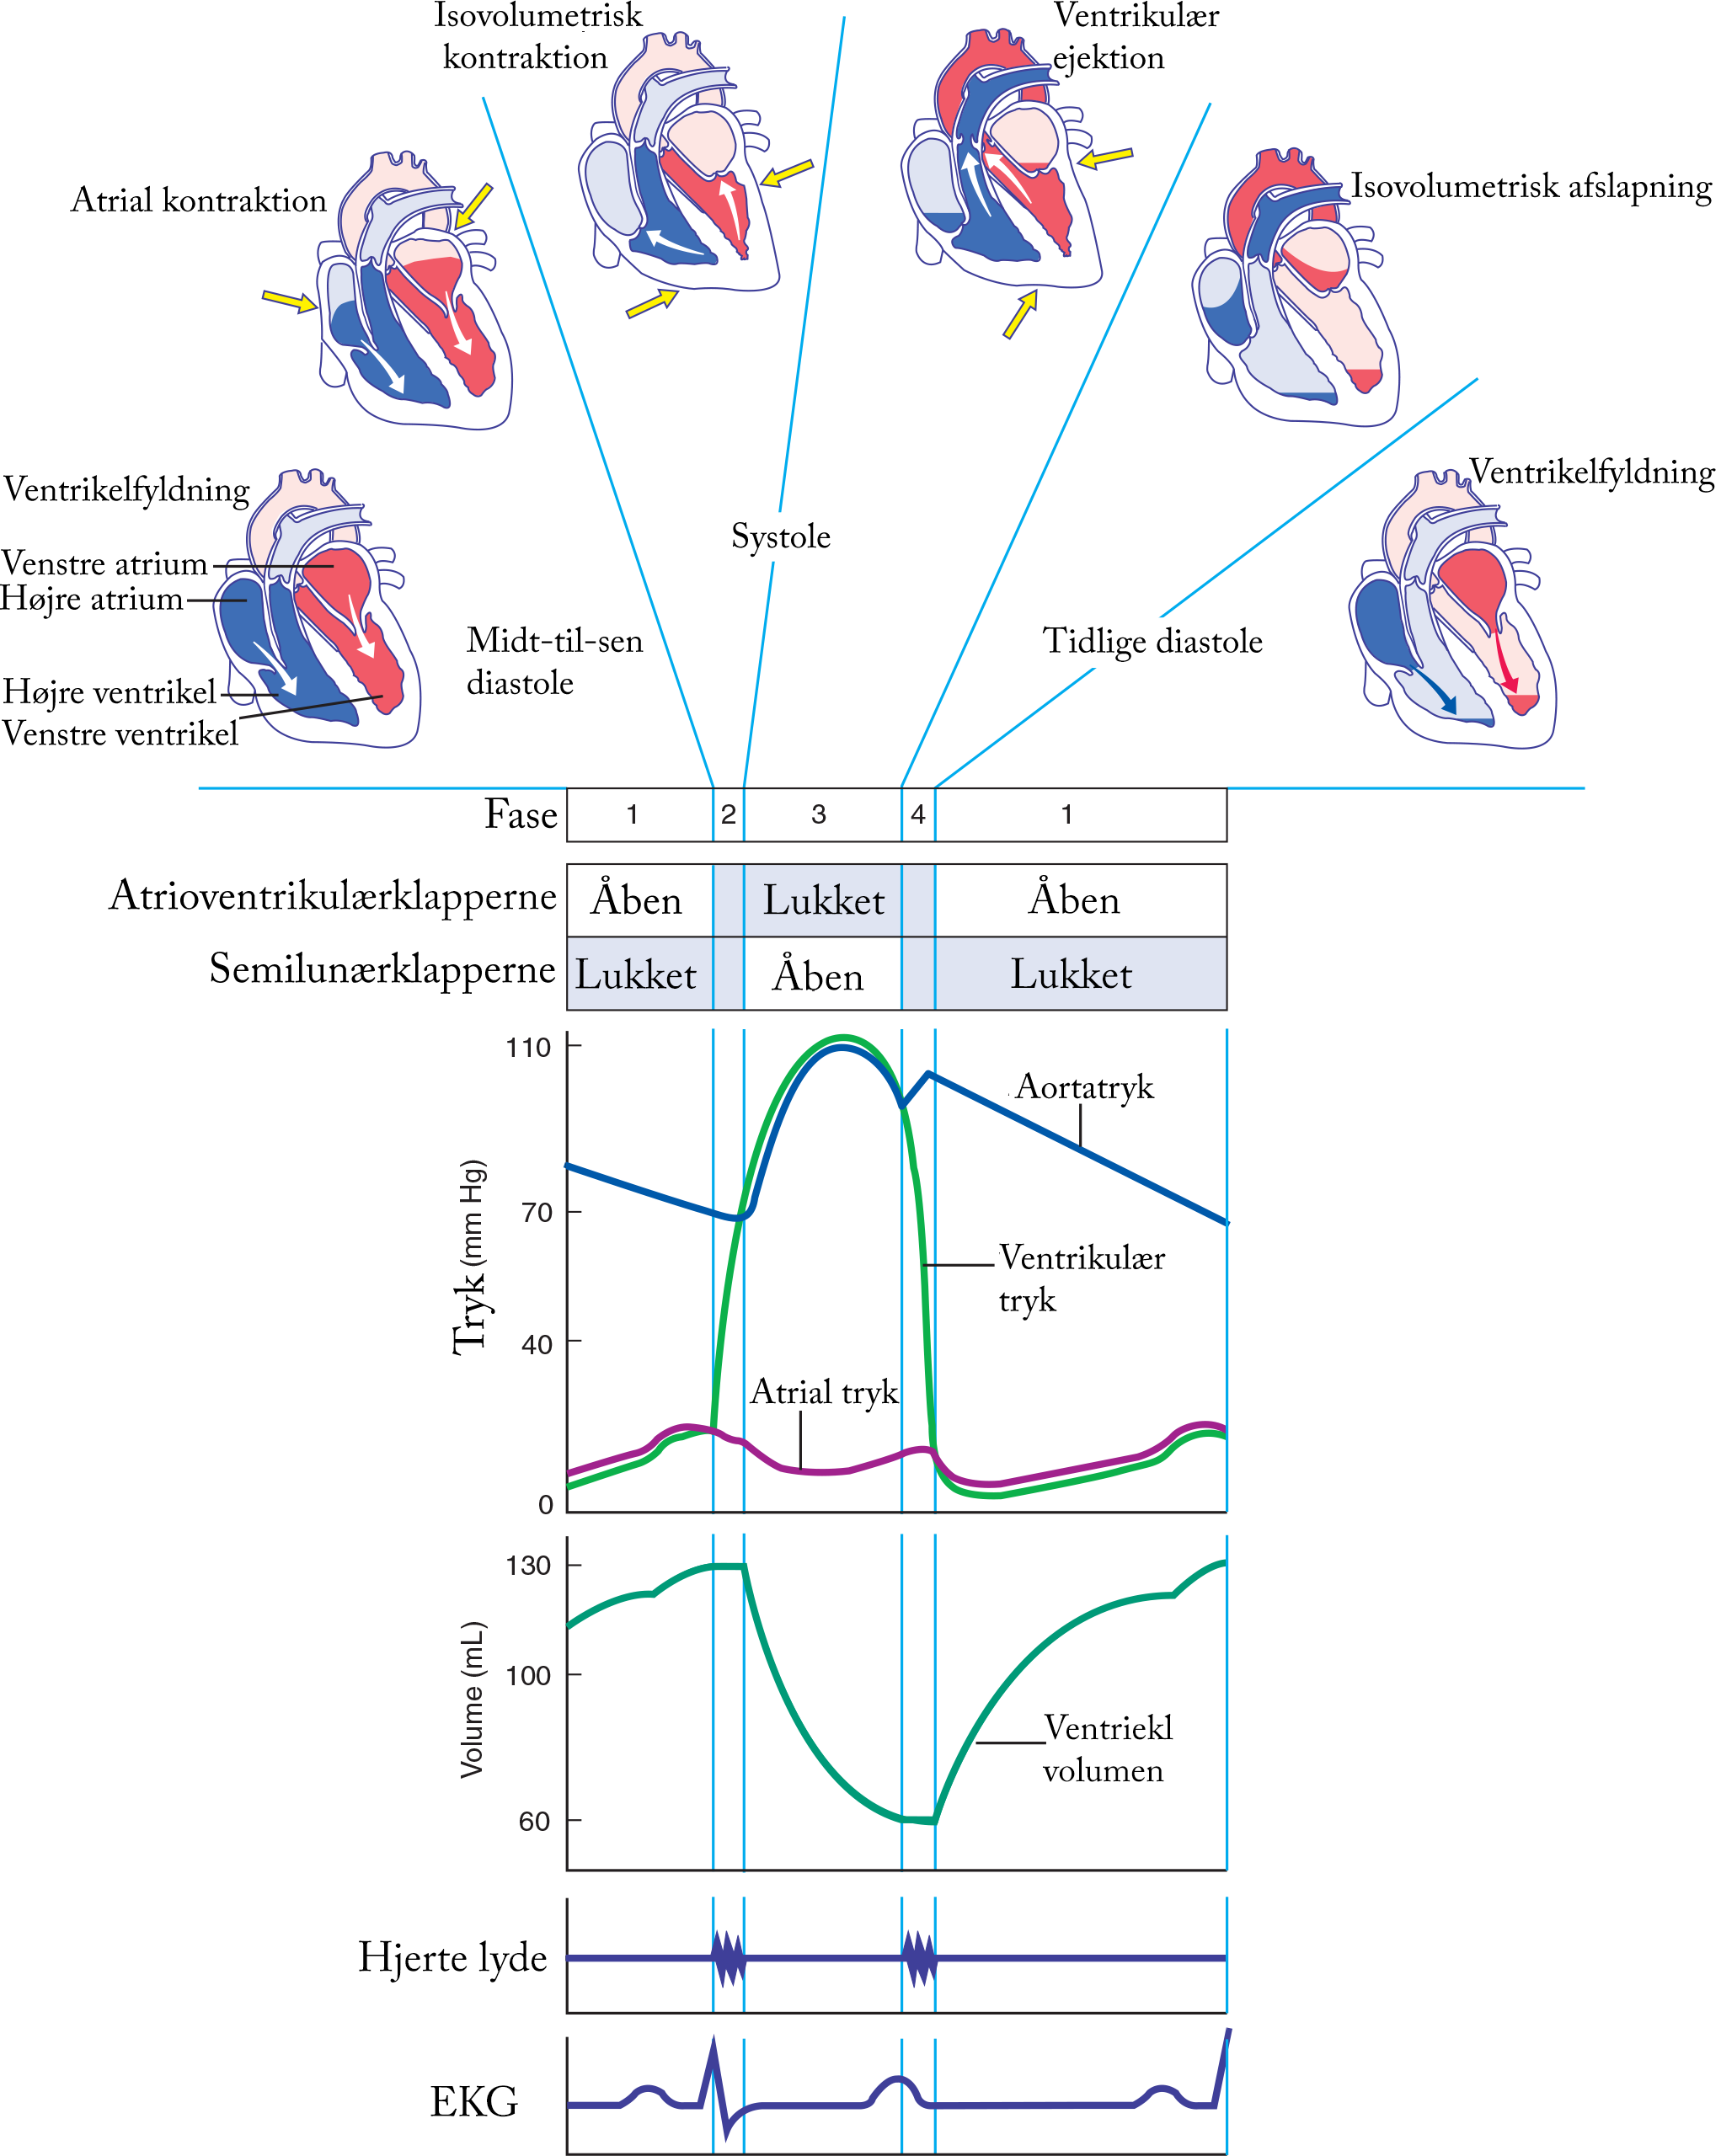 Isovolumetrisk
kontraktion
Ventrikulær
ejektion
Atrial kontraktion
Isovolumetrisk afslapning
Ventrikelfyldning
Ventrikelfyldning
Systole
Venstre atrium
Højre atrium
Midt-til-sen
diastole
Tidlige diastole
Højre ventrikel
Venstre ventrikel
Fase 1 2 3 4 1
Atrioventrikulærklapperne Åben Lukket Åben
Semilunærklapperne Lukket Åben Lukket
110
Aortatryk
Tryk (mm Hg)
70
Ventrikulær
tryk
40
Atrial tryk
0
130
Volume (mL)
100
Ventriekl
volumen
60
Hjerte lyde
EKG